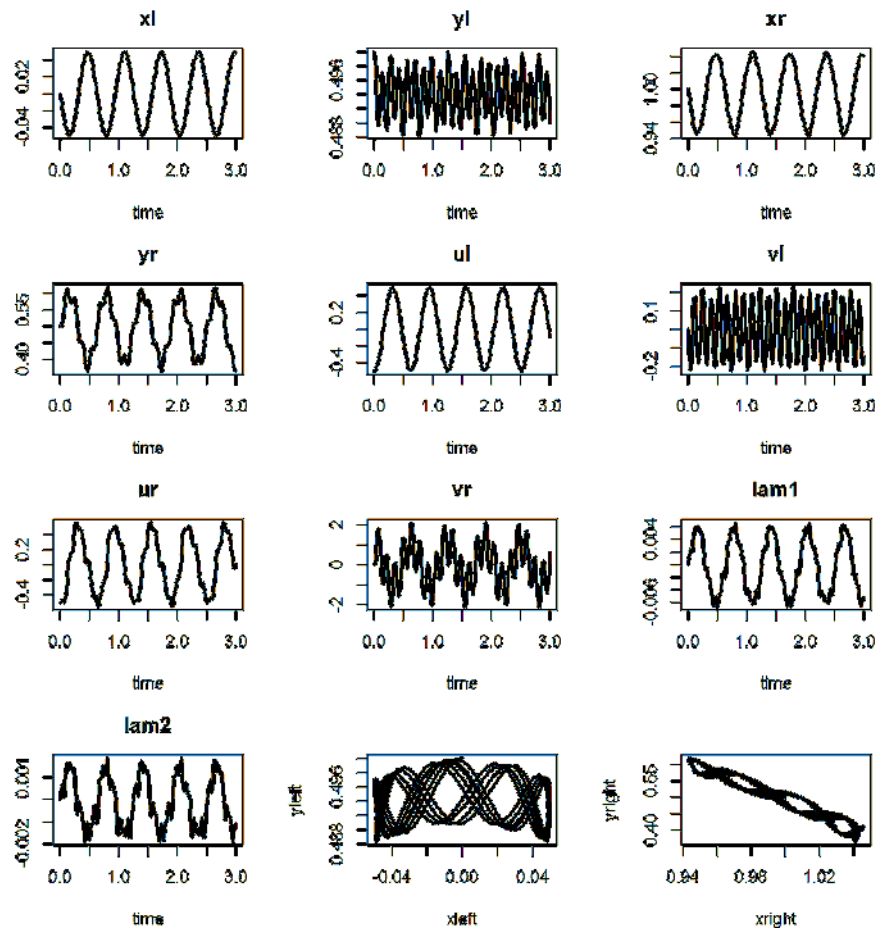 xl yl xr
0.02 -0.04
0.0 1.0 2.0 3.0
time
0.496 0.488
0.0 1.0 2.0 3.0
time
1.00 0.94
0.0 1.0 2.0 3.0
time
yr ul vl
0.55 0.40
0.0 1.0 2.0 3.0
time
0.2 -0.4
0.0 1.0 2.0 3.0
time
0.1 -0.2
0.0 1.0 2.0 3.0
time
ur vr lam1
0.2 -0.4
0.0 1.0 2.0 3.0
time
2 0 -2
0.0 1.0 2.0 3.0
time
0.004 -0.006
0.0 1.0 2.0 3.0
time
lam2
0.001 -0.002
0.0 1.0 2.0 3.0
time
yleft
0.496 0.488
-0.04 0.00 0.04
xleft
yright
0.55 0.40
0.94 0.98 1.02
xright